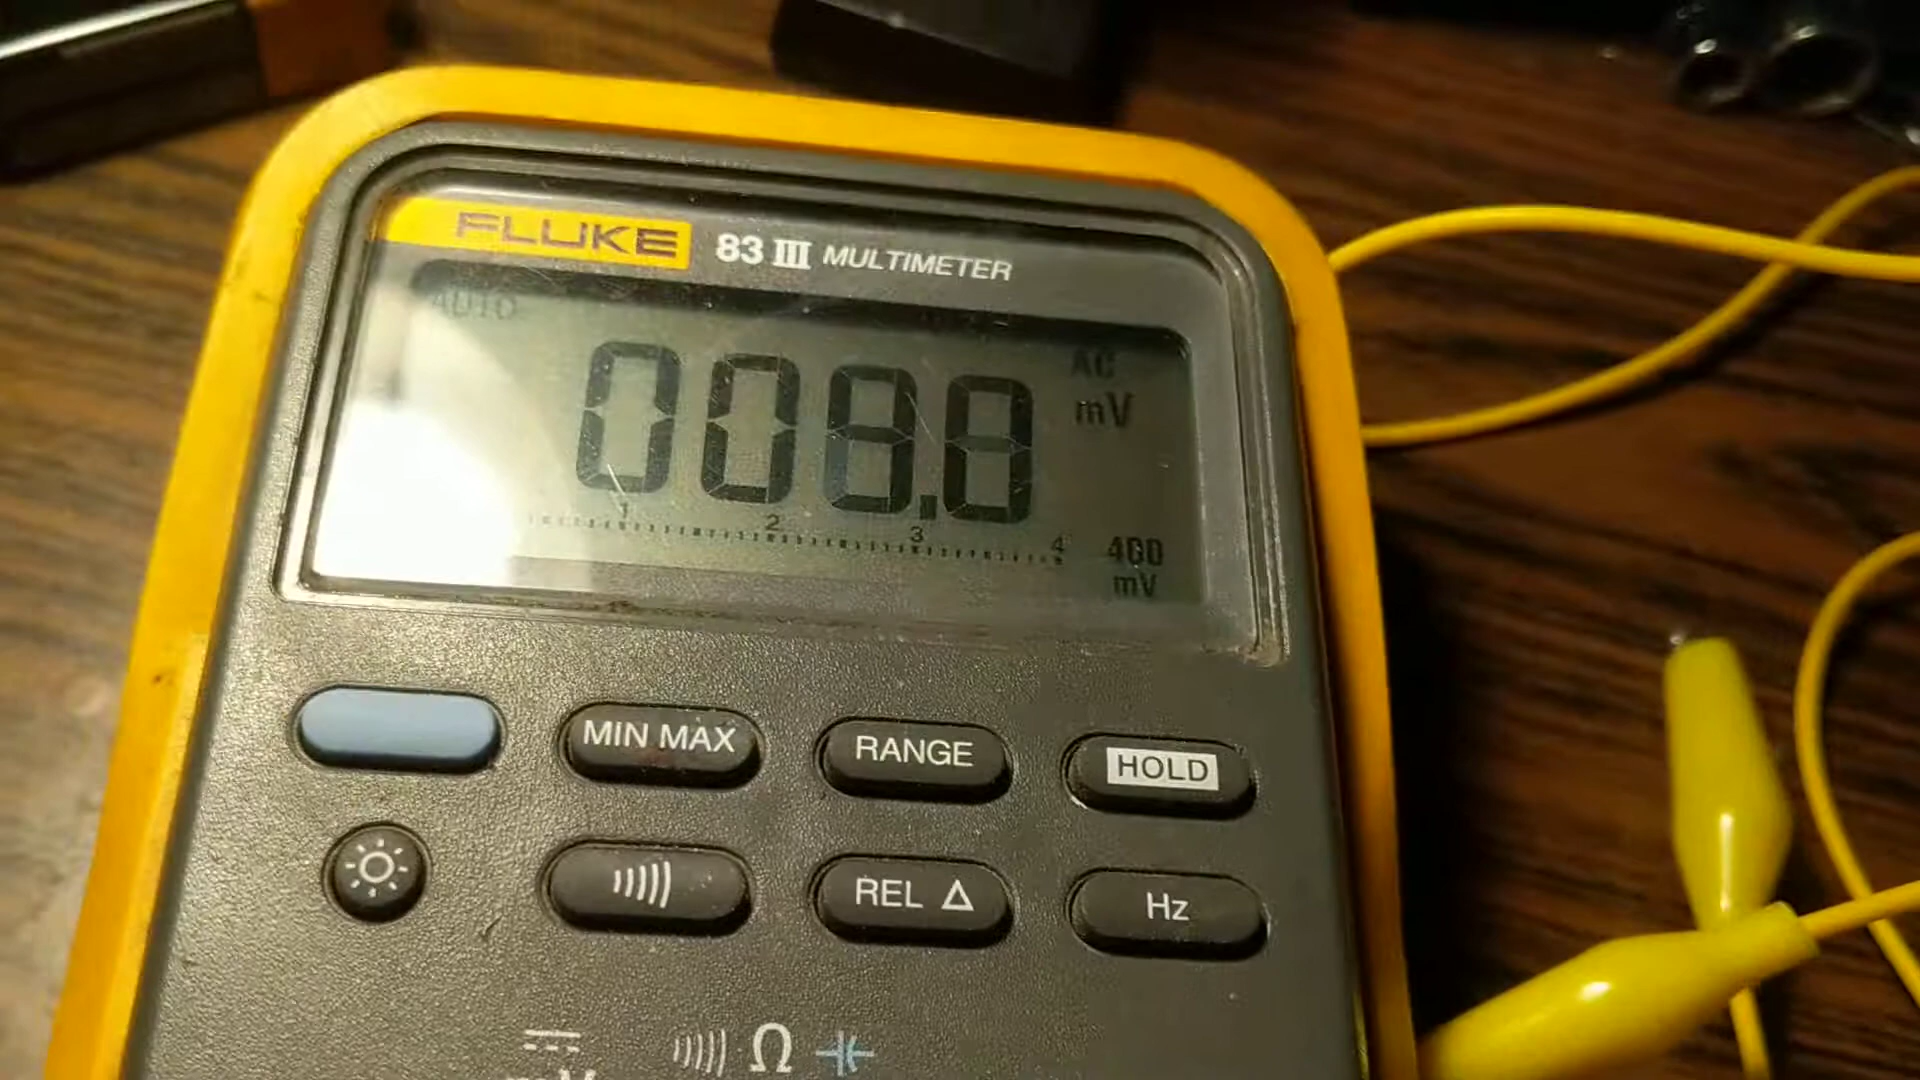 FLUKE 83 III MULTIMETER
AUTO
AC
008.8 mV
1 2 3 4 400
mV
MIN MAX RANGE HOLD
REL Δ Hz
Ω
mV